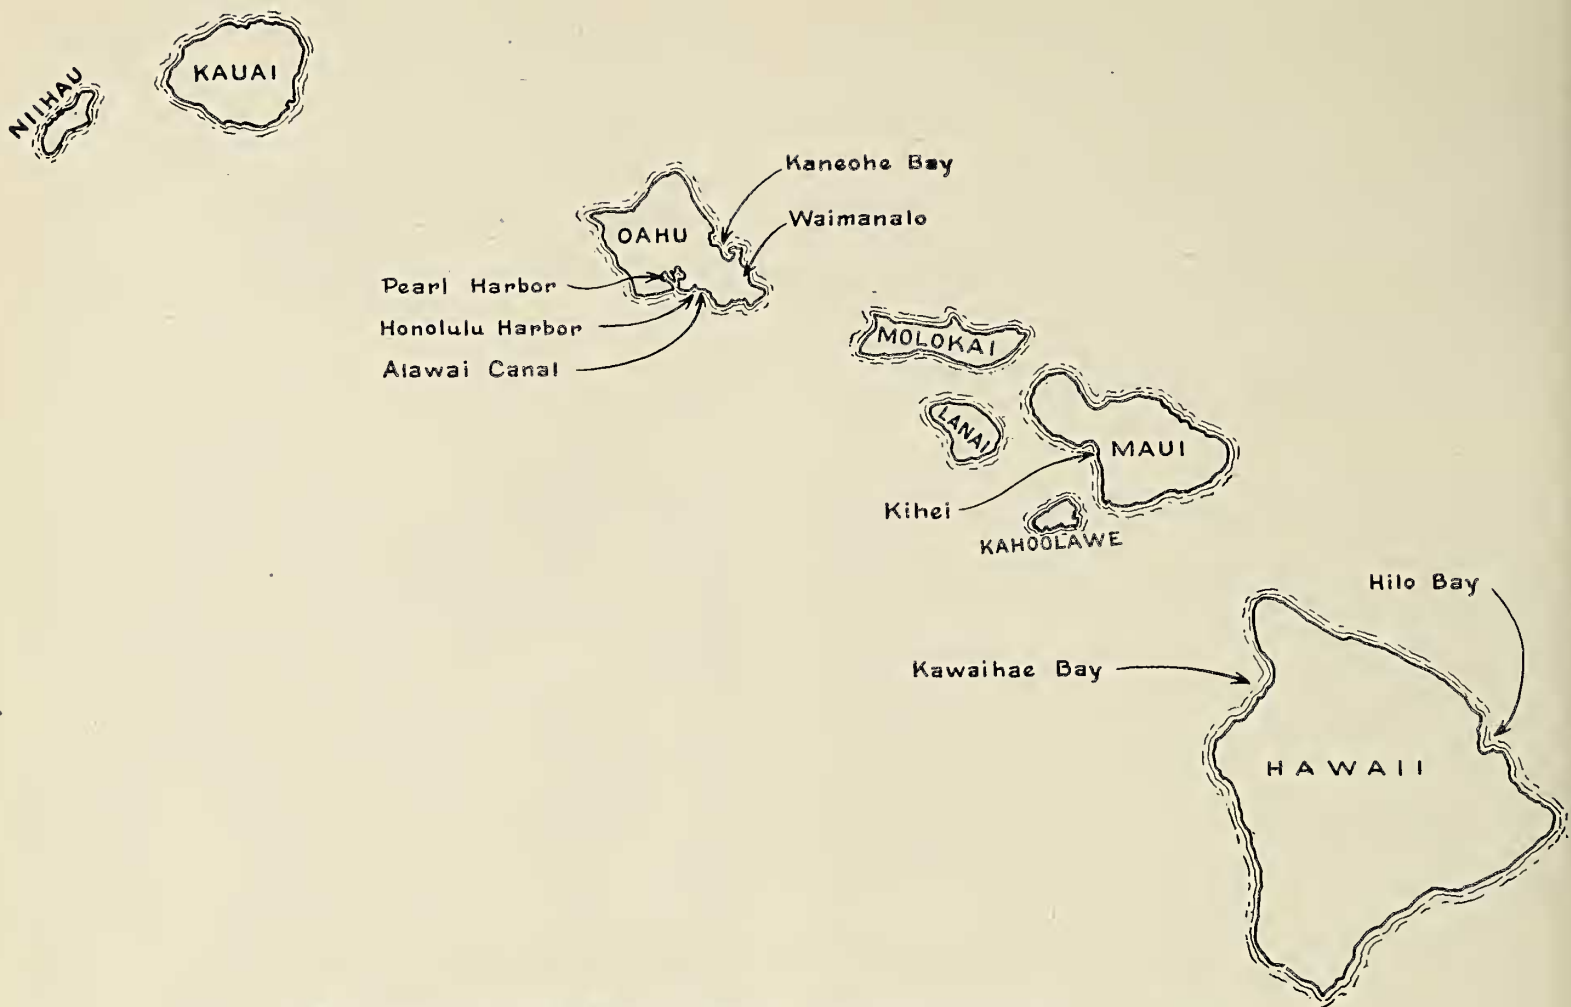 KAUAI
NIIHAU
Kaneohe Bay
Waimanalo
OAHU
Pearl Harbor
Honolulu Harbor
Alawai Canal
MOLOKAI
LANAI
MAUI
Kihei
KAHOOLAWE
Hilo Bay
Kawaihae Bay
HAWAII